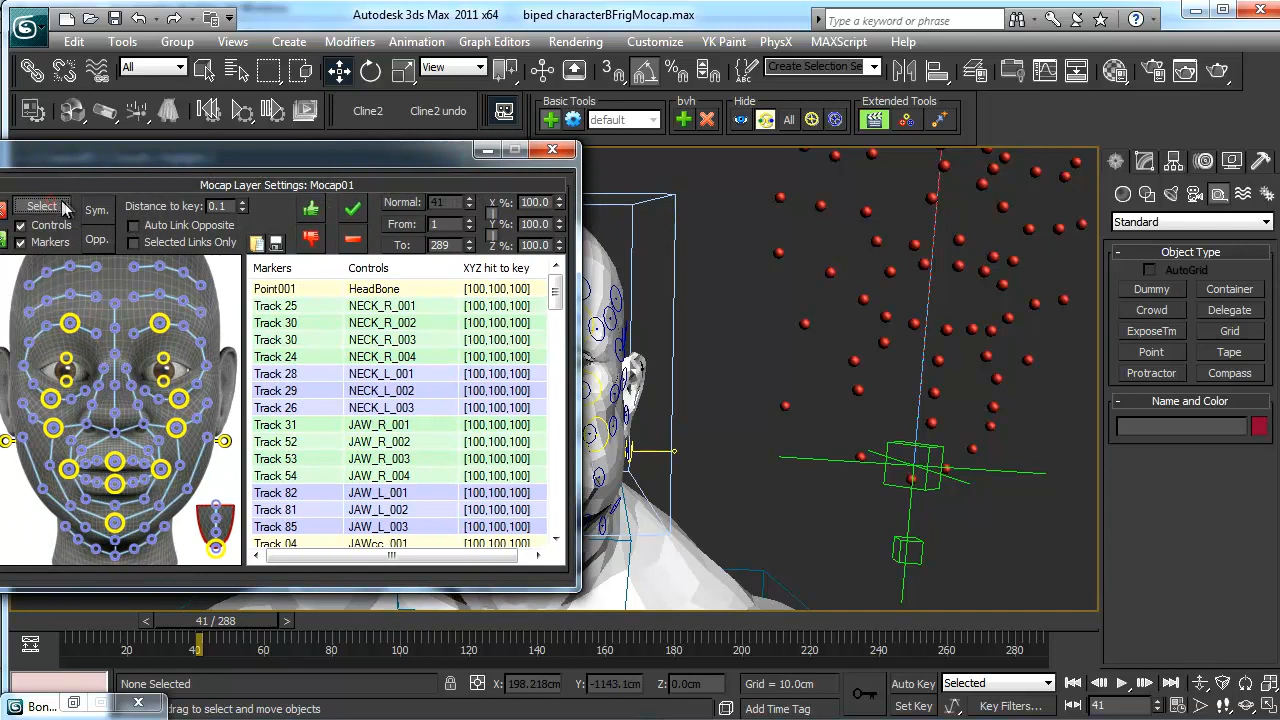 Autodesk 3ds Max 2011 x64 biped characterBFrigMocap.max
Type a keyword or phrase
Edit Tools Group Views Create Modifiers Animation Graph Editors Rendering Customize YK Paint PhysX MAXScript Help
All View 3 Create Selection Se
Cline2 Cline2 undo Basic Tools default bvh Hide All Extended Tools
Mocap Layer Settings: Mocap01
Select Sym. Distance to key: 0.1 Normal: 41 X %: 100.0
Controls Auto Link Opposite From: 1 Y %: 100.0
Markers Opp. Selected Links Only To: 289 Z %: 100.0
Markers Controls XYZ hit to key
Point001 HeadBone [100,100,100]
Track 25 NECK_R_001 [100,100,100]
Track 30 NECK_R_002 [100,100,100]
Track 30 NECK_R_003 [100,100,100]
Track 24 NECK_R_004 [100,100,100]
Track 28 NECK_L_001 [100,100,100]
Track 29 NECK_L_002 [100,100,100]
Track 26 NECK_L_003 [100,100,100]
Track 31 JAW_R_001 [100,100,100]
Track 52 JAW_R_002 [100,100,100]
Track 53 JAW_R_003 [100,100,100]
Track 54 JAW_R_004 [100,100,100]
Track 82 JAW_L_001 [100,100,100]
Track 81 JAW_L_002 [100,100,100]
Track 85 JAW_L_003 [100,100,100]
Track 04 JAWcc_001 [100,100,100]
Standard
- Object Type
AutoGrid
Dummy Container
Crowd Delegate
ExposeTm Grid
Point Tape
Protractor Compass
- Name and Color
< 41 / 288 >
20 40 60 80 100 120 140 160 180 200 220 240 260 280
None Selected X: 198.218cm Y: -1143.1cm Z: 0.0cm Grid = 10.0cm Auto Key Selected
Bon... drag to select and move objects Add Time Tag Set Key Key Filters... 41